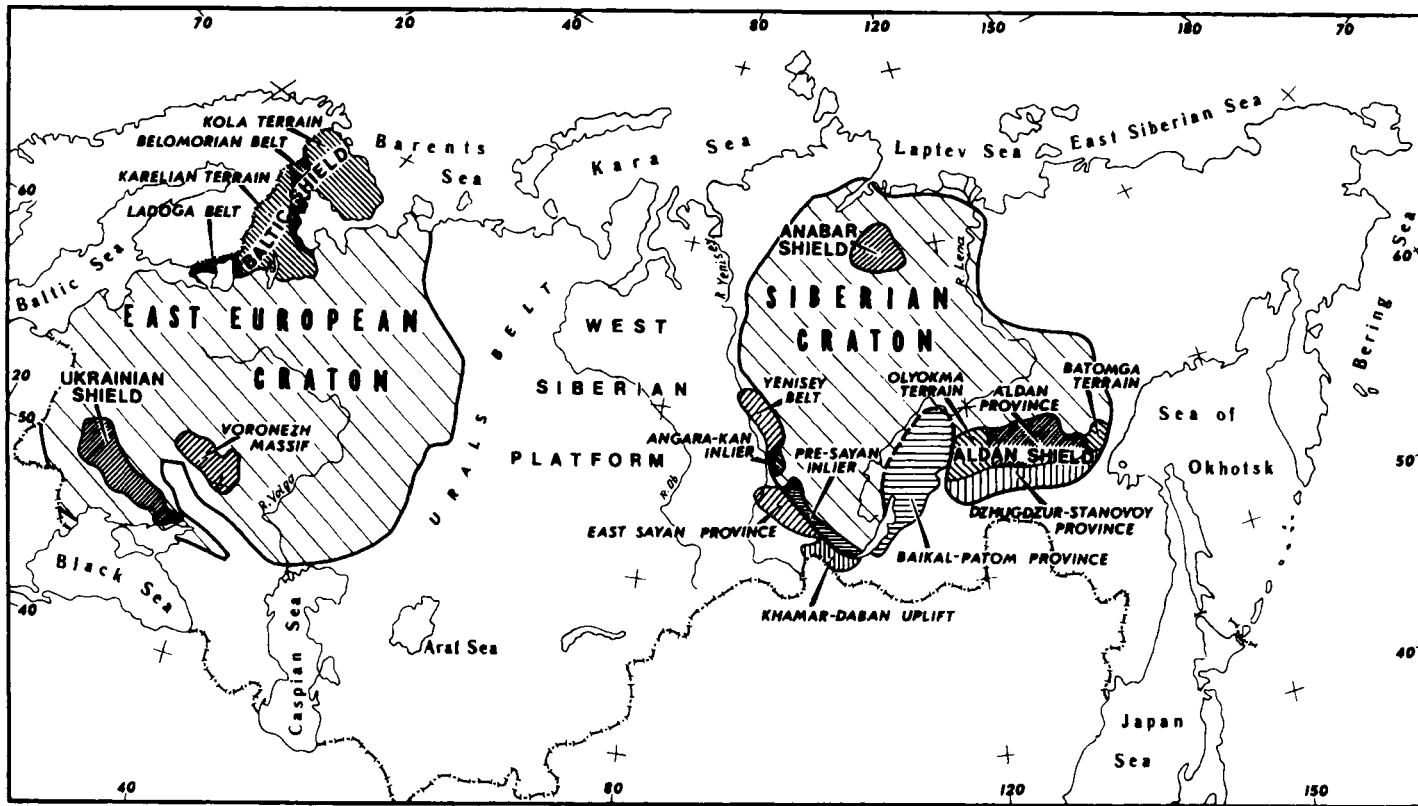 70
20
40
80
120
150
180
70
KOLA TERRAIN
BELOMORIAN BELT
KARELIAN TERRAIN
LADOGA BELT
BALTIC SHIELD
Barents
Sea
Kara Sea
Laptev Sea
East Siberian Sea
60
Baltic Sea
EAST EUROPEAN
CRATON
URALS BELT
WEST
SIBERIAN
PLATFORM
R. Yenisey
ANABAR
SHIELD
R. Lena
SIBERIAN
CRATON
Bering
Sea
60
20
50
UKRAINIAN
SHIELD
VORONEZH
MASSIF
R. Volga
YENISEY
BELT
ANGARA-KAN
INLIER
PRE-SAYAN
INLIER
OLYOKMA
TERRAIN
ALDAN
PROVINCE
BATOMGA
TERRAIN
ALDAN SHIELD
Sea of
Okhotsk
50
R. Ob
EAST SAYAN PROVINCE
DZHUGDZUR-STANOVOY
PROVINCE
BAIKAL-PATOM PROVINCE
KHAMAR-DABAN UPLIFT
Black Sea
40
Caspian Sea
Aral Sea
40
Japan
Sea
40
80
120
150